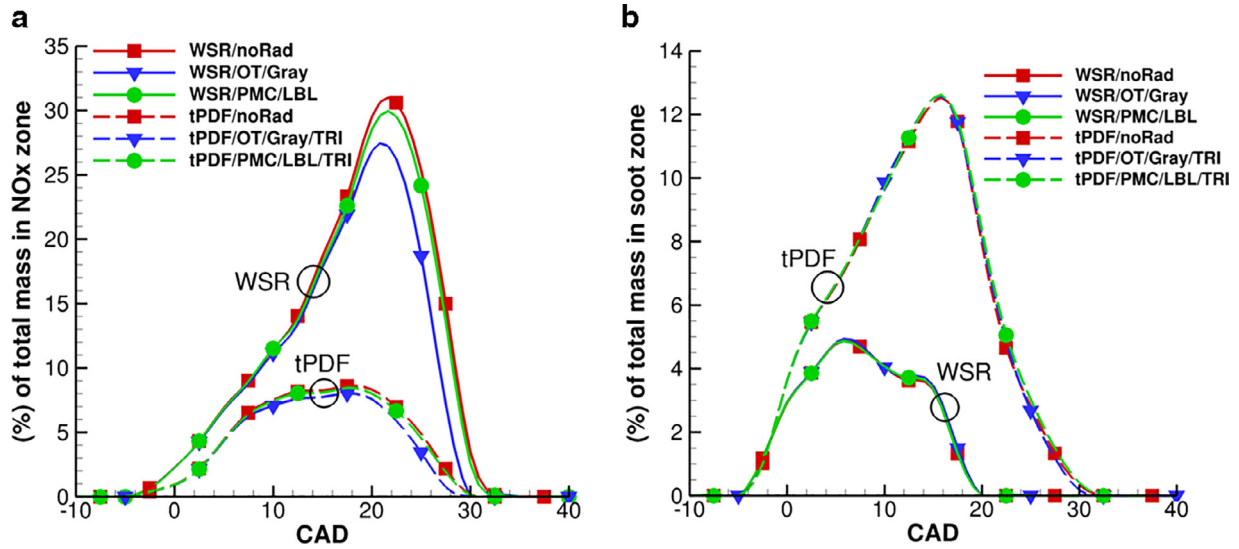 a
(%) of total mass in NOx zone
35
30
25
20
15
10
5
0
WSR/noRad
WSR/OT/Gray
WSR/PMC/LBL
tPDF/noRad
tPDF/OT/Gray/TRI
tPDF/PMC/LBL/TRI
WSR
tPDF
-10 0 10 20 30 40
CAD
b
(%) of total mass in soot zone
14
12
10
8
6
4
2
0
WSR/noRad
WSR/OT/Gray
WSR/PMC/LBL
tPDF/noRad
tPDF/OT/Gray/TRI
tPDF/PMC/LBL/TRI
tPDF
WSR
-10 0 10 20 30 40
CAD